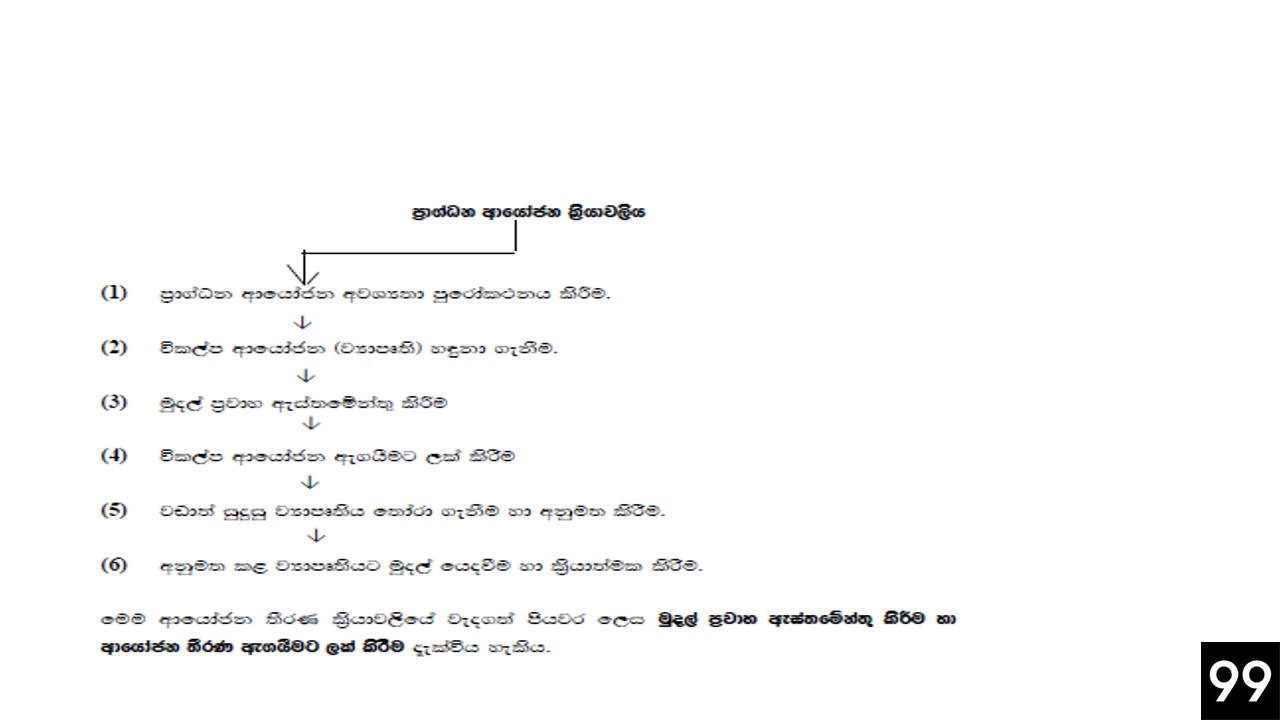 ප්‍රාග්ධන ආයෝජන ක්‍රියාවලිය
(1) ප්‍රාග්ධන ආයෝජන අවශ්‍යතා පුරෝකථනය කිරීම.
(2) විකල්ප ආයෝජන (ව්‍යාපෘති) හඳුනා ගැනීම.
(3) මුදල් ප්‍රවාහ ඇස්තමේන්තු කිරීම
(4) විකල්ප ආයෝජන ඇගයීමට ලක් කිරීම
(5) වඩාත් සුදුසු ව්‍යාපෘතිය තෝරා ගැනීම හා අනුමත කිරීම.
(6) අනුමත කළ ව්‍යාපෘතියට මුදල් යෙදවීම හා ක්‍රියාත්මක කිරීම.
මෙම ආයෝජන තීරණ ක්‍රියාවලියේ වැදගත් පියවර ලෙස මුදල් ප්‍රවාහ ඇස්තමේන්තු කිරීම හා
ආයෝජන තීරණ ඇගයීමට ලක් කිරීම දැක්විය හැකිය.
99